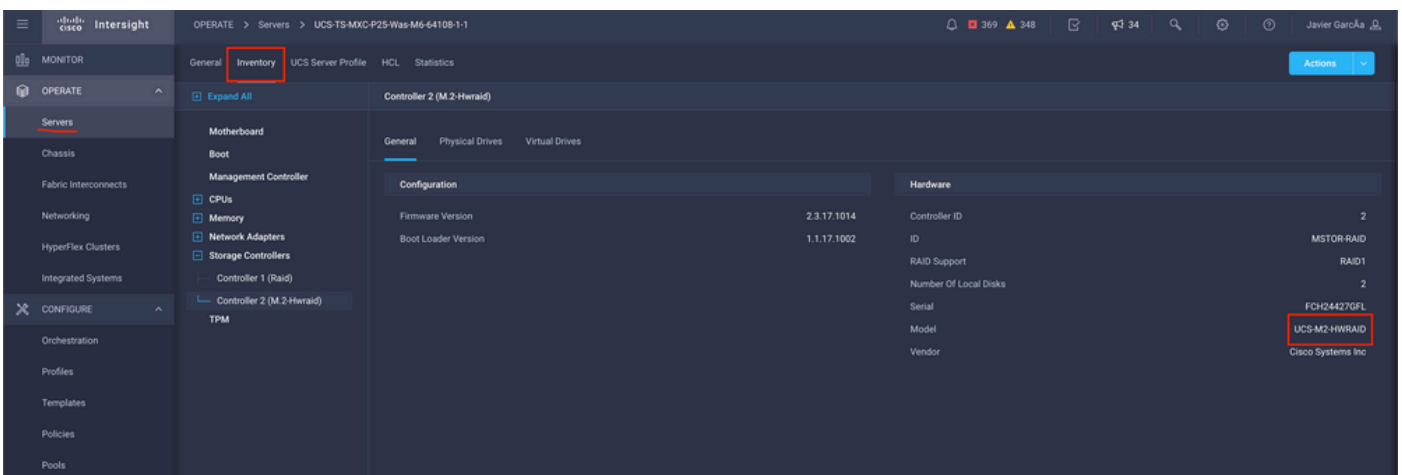 cisco Intersight
OPERATE > Servers > UCS-TS-MXC-P25-Was-M6-64108-1-1
369 348
34
Javier GarcÃa
MONITOR
OPERATE
Servers
Chassis
Fabric Interconnects
Networking
HyperFlex Clusters
Integrated Systems
CONFIGURE
Orchestration
Profiles
Templates
Policies
Pools
General Inventory UCS Server Profile HCL Statistics
Actions
Expand All
Motherboard
Boot
Management Controller
CPUs
Memory
Network Adapters
Storage Controllers
Controller 1 (Raid)
Controller 2 (M.2-Hwraid)
TPM
Controller 2 (M.2-Hwraid)
General Physical Drives Virtual Drives
Configuration
Firmware Version 2.3.17.1014
Boot Loader Version 1.1.17.1002
Hardware
Controller ID 2
ID MSTOR-RAID
RAID Support RAID1
Number Of Local Disks 2
Serial FCH24427GFL
Model UCS-M2-HWRAID
Vendor Cisco Systems Inc